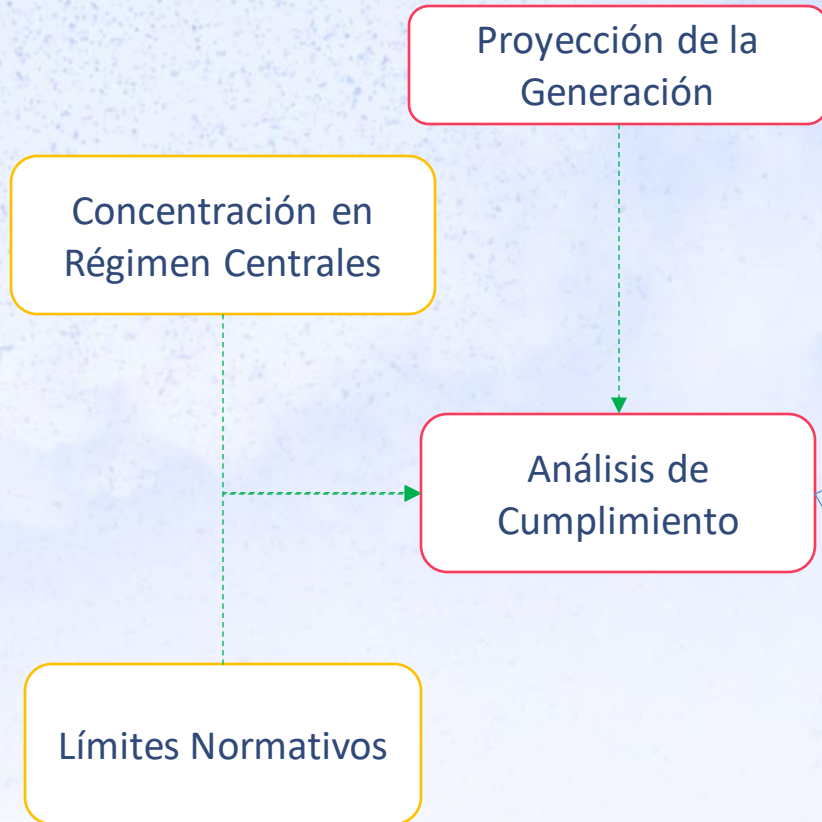 Proyección de la
Generación
Concentración en
Régimen Centrales
Análisis de
Cumplimiento
Límites Normativos